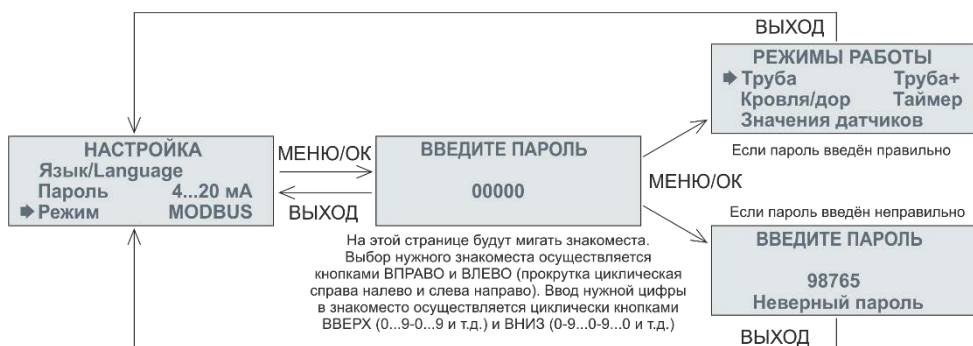 ВЫХОД
РЕЖИМЫ РАБОТЫ
Труба Труба+
Кровля/дор Таймер
Значения датчиков
Если пароль введён правильно
НАСТРОЙКА
Язык/Language
Пароль 4...20 мА
Режим MODBUS
МЕНЮ/ОК
ВЫХОД
ВВЕДИТЕ ПАРОЛЬ
00000
На этой странице будут мигать знакоместа.
Выбор нужного знакоместа осуществляется
кнопками ВПРАВО и ВЛЕВО (прокрутка циклическая
справа налево и слева направо). Ввод нужной цифры
в знакоместо осуществляется циклически кнопками
ВВЕРХ (0...9-0...9 и т.д.) и ВНИЗ (0-9...0-9...0 и т.д.)
МЕНЮ/ОК
Если пароль введён неправильно
ВВЕДИТЕ ПАРОЛЬ
98765
Неверный пароль
ВЫХОД